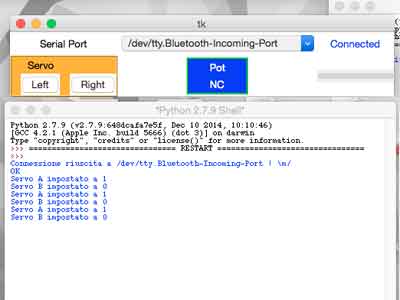 tk
Serial Port
/dev/tty.Bluetooth-Incoming-Port
Connected
Servo
Left
Right
Pot
NC
*Python 2.7.9 Shell*
Python 2.7.9 (v2.7.9:648dcafa7e5f, Dec 10 2014, 10:10:46)
[GCC 4.2.1 (Apple Inc. build 5666) (dot 3)] on darwin
Type "copyright", "credits" or "license()" for more information.
>>> ================================ RESTART ================================
>>>
Connessione riuscita a /dev/tty.Bluetooth-Incoming-Port ! \m/
OK
Servo A impostato a 1
Servo B impostato a 0
Servo A impostato a 1
Servo B impostato a 0
Servo A impostato a 1
Servo B impostato a 0